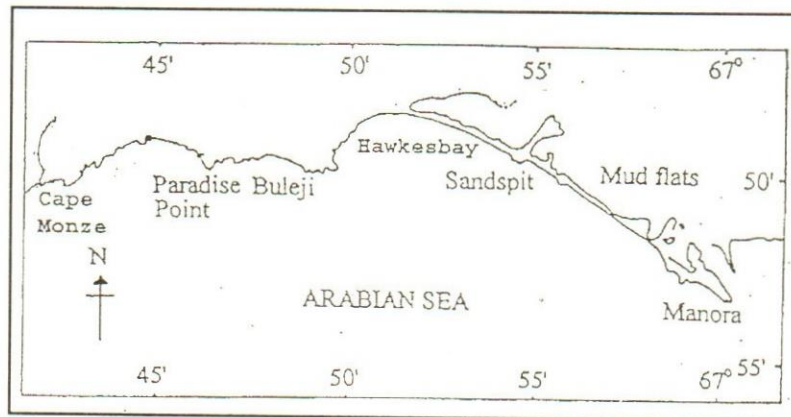 45'
50'
55'
67°
Hawkesbay
Paradise Buleji
Point
Sandspit
Mud flats
50'
Cape
Monze
N
ARABIAN SEA
Manora
55'
45'
50'
55'
67°